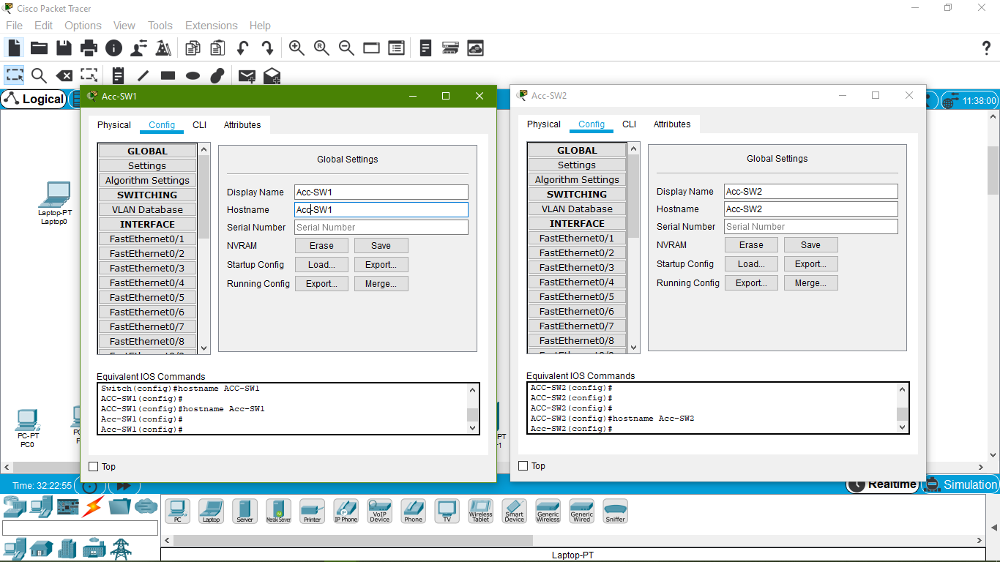 Cisco Packet Tracer
File Edit Options View Tools Extensions Help
?
Logical
11:38:00
Laptop-PT
Laptop0
PC-PT
PC0
Acc-SW1
Physical Config CLI Attributes
GLOBAL
Settings
Algorithm Settings
SWITCHING
VLAN Database
INTERFACE
FastEthernet0/1
FastEthernet0/2
FastEthernet0/3
FastEthernet0/4
FastEthernet0/5
FastEthernet0/6
FastEthernet0/7
FastEthernet0/8
Global Settings
Display Name Acc-SW1
Hostname Acc-SW1
Serial Number Serial Number
NVRAM Erase Save
Startup Config Load... Export...
Running Config Export... Merge...
Equivalent IOS Commands
Switch(config)#hostname ACC-SW1
ACC-SW1(config)#
ACC-SW1(config)#hostname Acc-SW1
Acc-SW1(config)#
Acc-SW1(config)#
Top
Acc-SW2
Physical Config CLI Attributes
GLOBAL
Settings
Algorithm Settings
SWITCHING
VLAN Database
INTERFACE
FastEthernet0/1
FastEthernet0/2
FastEthernet0/3
FastEthernet0/4
FastEthernet0/5
FastEthernet0/6
FastEthernet0/7
FastEthernet0/8
Global Settings
Display Name Acc-SW2
Hostname Acc-SW2
Serial Number Serial Number
NVRAM Erase Save
Startup Config Load... Export...
Running Config Export... Merge...
Equivalent IOS Commands
ACC-SW2(config)#
ACC-SW2(config)#
ACC-SW2(config)#
ACC-SW2(config)#hostname Acc-SW2
Acc-SW2(config)#
Top
Time: 32:22:55
Realtime
Simulation
PC
Laptop
Server
Meraki Server
Printer
IP Phone
VoIP Device
Phone
TV
Wireless Tablet
Smart Device
Generic Wireless
Generic Wired
Sniffer
Laptop-PT